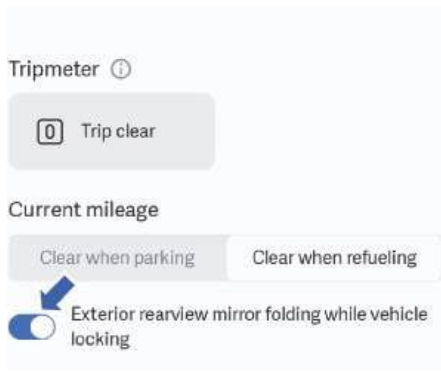 Tripmeter
0 Trip clear
Current mileage
Clear when parking Clear when refueling
Exterior rearview mirror folding while vehicle
locking